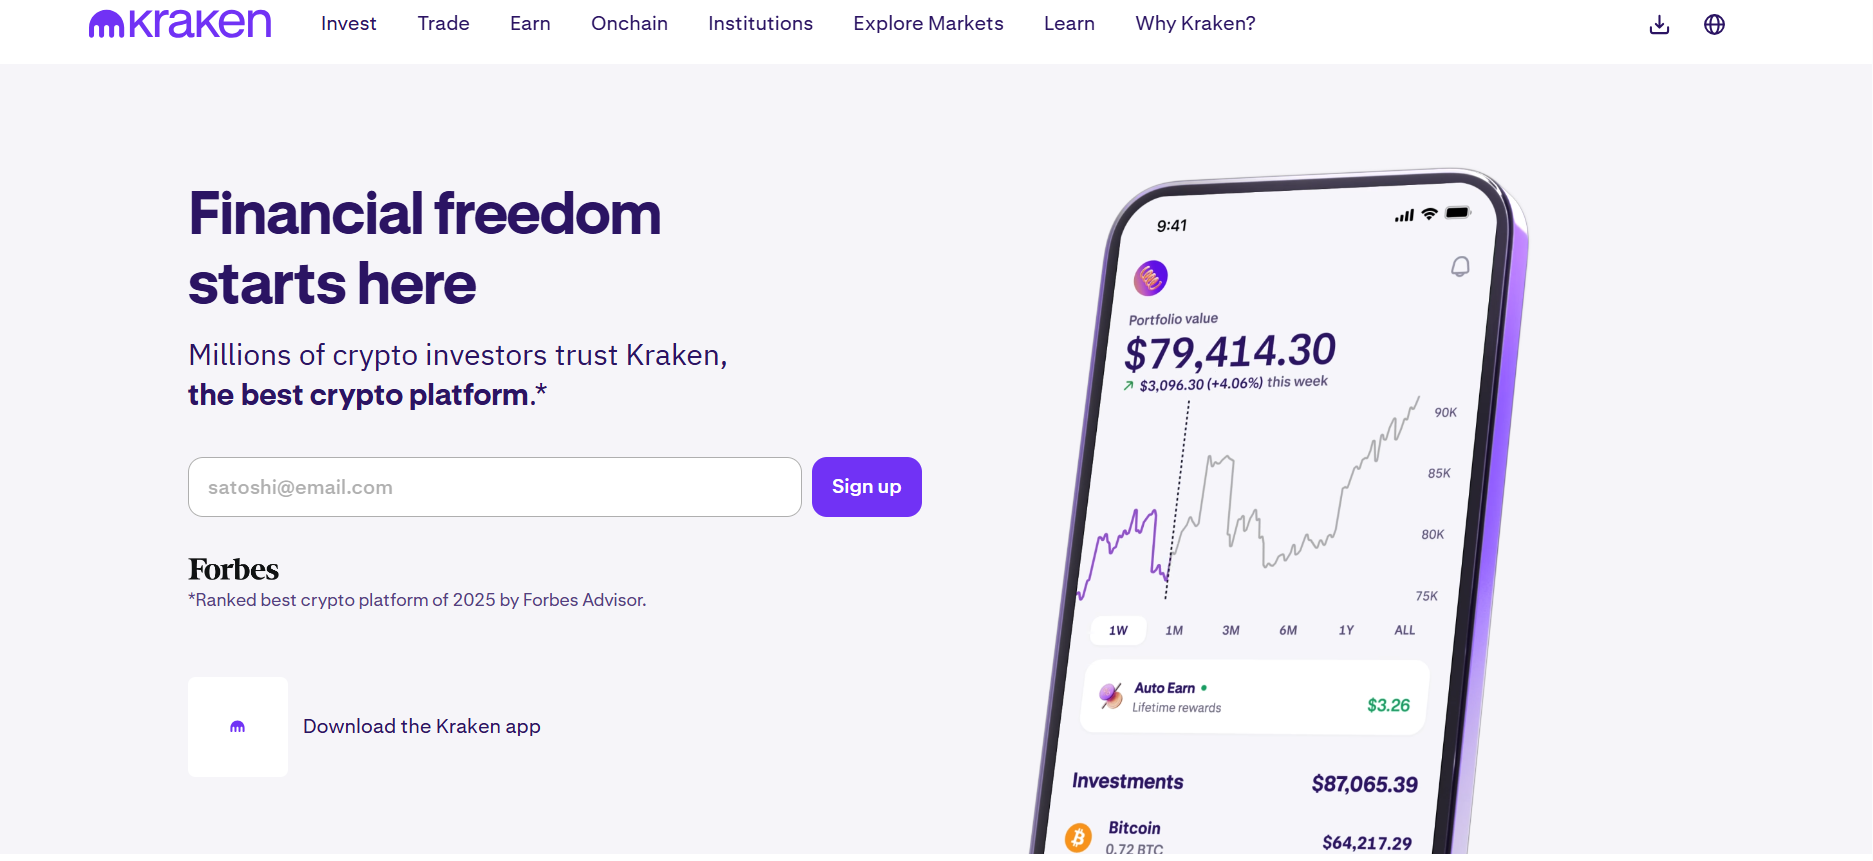 Kraken
Invest
Trade
Earn
Onchain
Institutions
Explore Markets
Learn
Why Kraken?
Financial freedom
starts here
Millions of crypto investors trust Kraken,
the best crypto platform.*
satoshi@email.com
Sign up
Forbes
*Ranked best crypto platform of 2025 by Forbes Advisor.
Download the Kraken app
9:41
Portfolio value
$79,414.30
$3,096.30 (+4.06%) this week
90K
85K
80K
75K
1W
1M
3M
6M
1Y
ALL
Auto Earn
Lifetime rewards
$3.26
Investments
$87,065.39
Bitcoin
0.72 BTC
$64,217.29